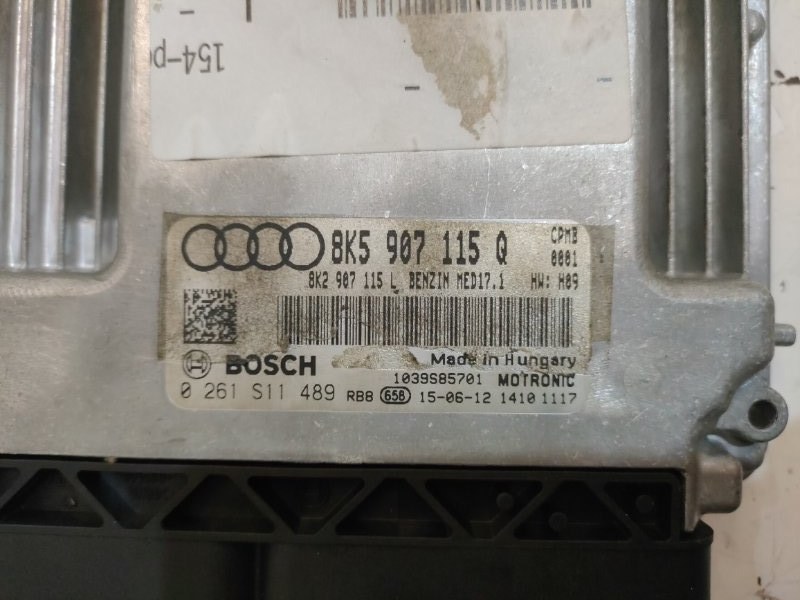 154-p
8K5 907 115 Q
CPMB
0001
8K2 907 115 L BENZIN MED17.1 HW: H09
BOSCH
Made in Hungary
1039S85701 MOTRONIC
0 261 S11 489 RB8 658 15-06-12 1410 1117